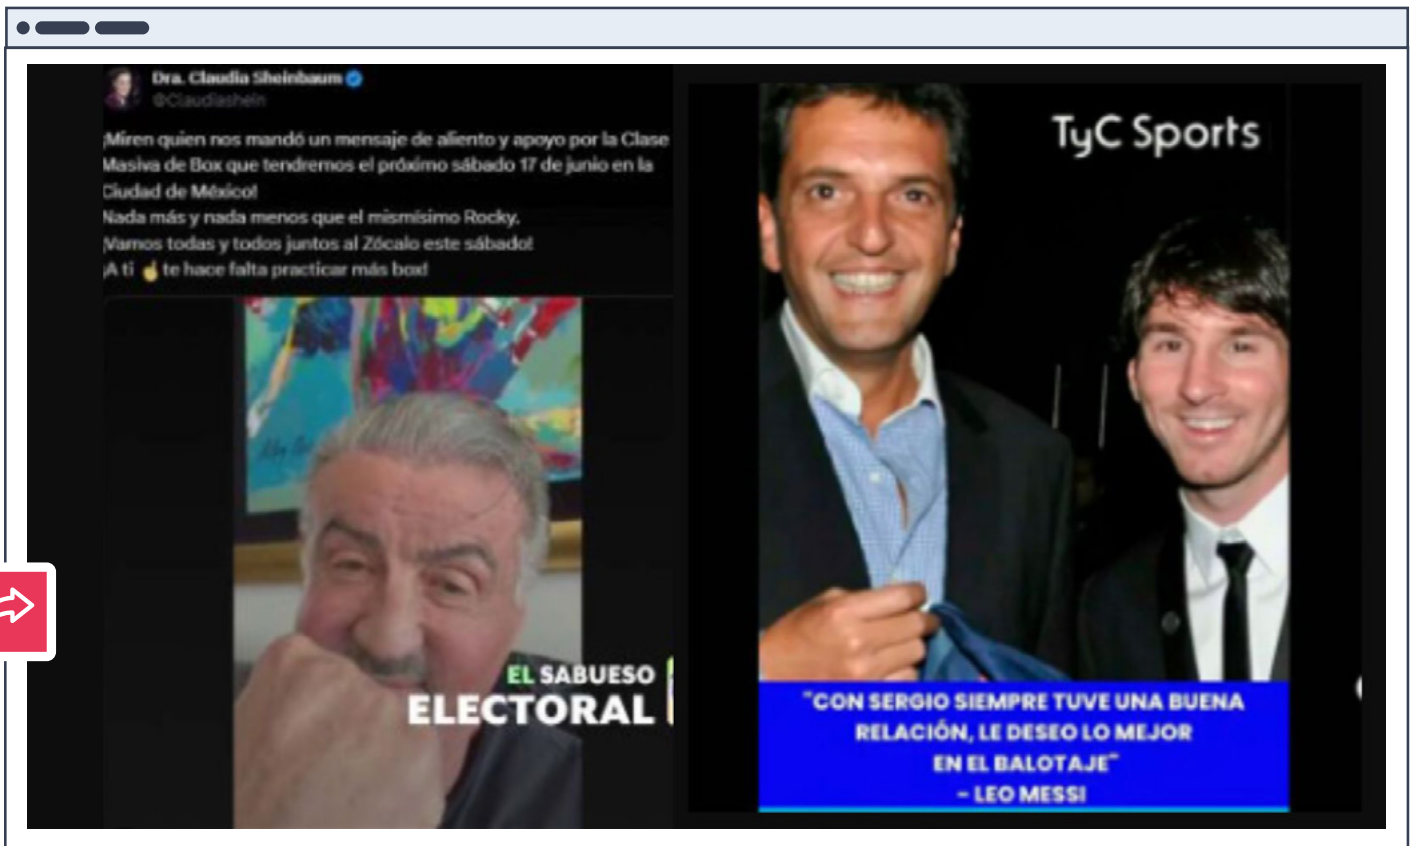 Dra. Claudia Sheinbaum
@Claudiashein
¡Miren quien nos mandó un mensaje de aliento y apoyo por la Clase
Masiva de Box que tendremos el próximo sábado 17 de junio en la
Ciudad de México!
Nada más y nada menos que el mismísimo Rocky.
¡Vamos todas y todos juntos al Zócalo este sábado!
¡A ti ☝ te hace falta practicar más box!
EL SABUESO
ELECTORAL
TyC Sports
"CON SERGIO SIEMPRE TUVE UNA BUENA
RELACIÓN, LE DESEO LO MEJOR
EN EL BALOTAJE"
- LEO MESSI